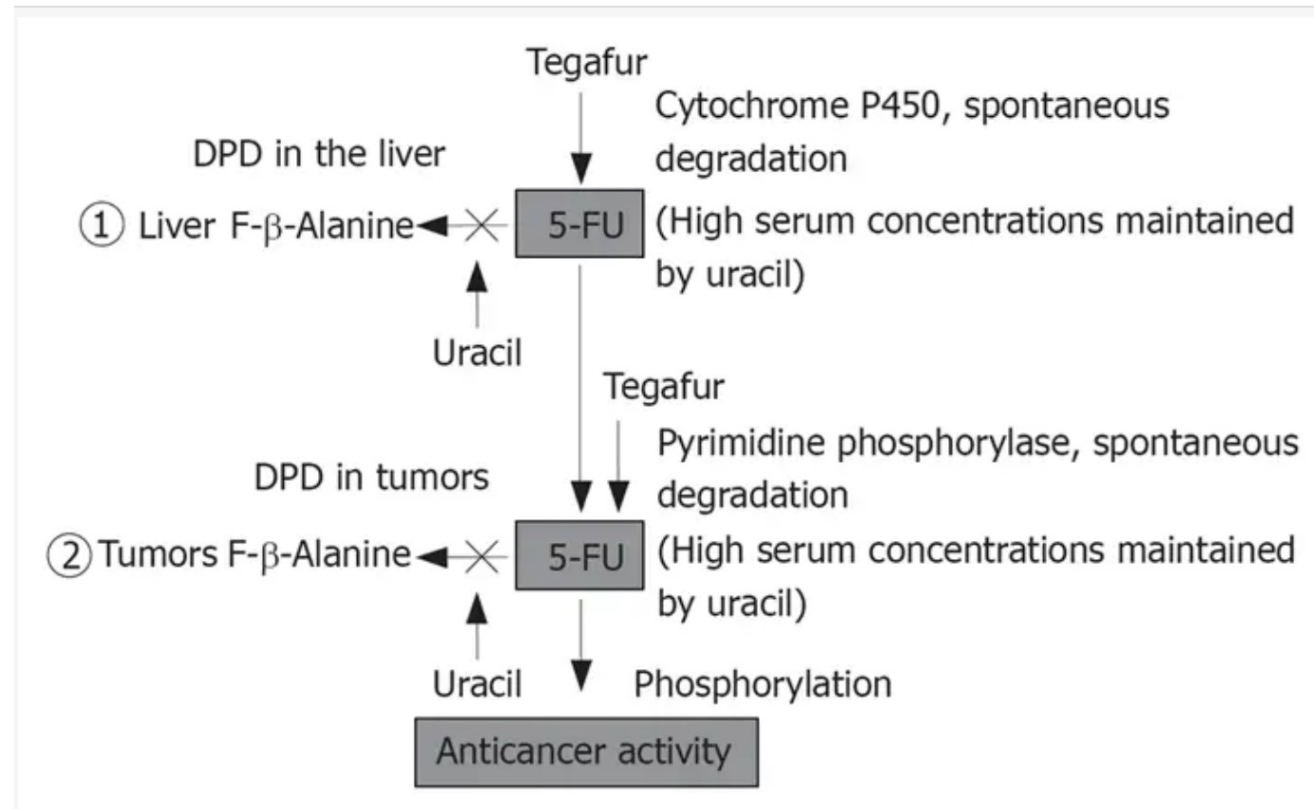 Tegafur
Cytochrome P450, spontaneous
degradation
DPD in the liver
① Liver F-β-Alanine
5-FU
(High serum concentrations maintained
by uracil)
Uracil
Tegafur
Pyrimidine phosphorylase, spontaneous
degradation
DPD in tumors
② Tumors F-β-Alanine
5-FU
(High serum concentrations maintained
by uracil)
Uracil
Phosphorylation
Anticancer activity